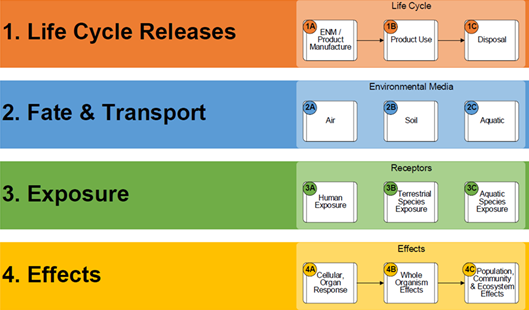 1. Life Cycle Releases
Life Cycle
1A
ENM /
Product
Manufacture
1B
Product Use
1C
Disposal
2. Fate & Transport
Environmental Media
2A
Air
2B
Soil
2C
Aquatic
3. Exposure
Receptors
3A
Human
Exposure
3B
Terrestrial
Species
Exposure
3C
Aquatic
Species
Exposure
4. Effects
Effects
4A
Cellular,
Organ
Response
4B
Whole
Organism
Effects
4C
Population,
Community
& Ecosystem
Effects